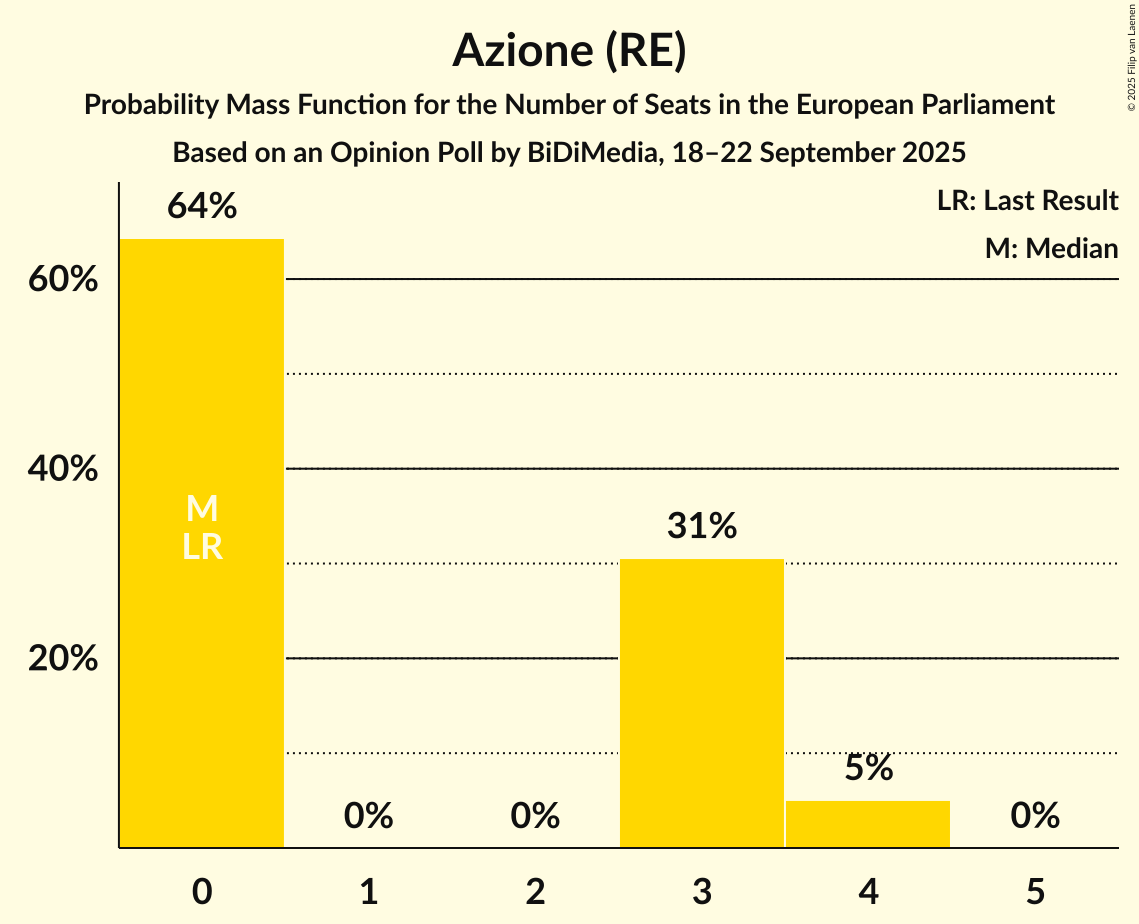 Azione (RE)
Probability Mass Function for the Number of Seats in the European Parliament
Based on an Opinion Poll by BiDiMedia, 18–22 September 2025
© 2025 Filip van Laenen
LR: Last Result
M: Median
64%
60%
40%
M
LR
31%
20%
5%
0%
0%
0%
0
1
2
3
4
5